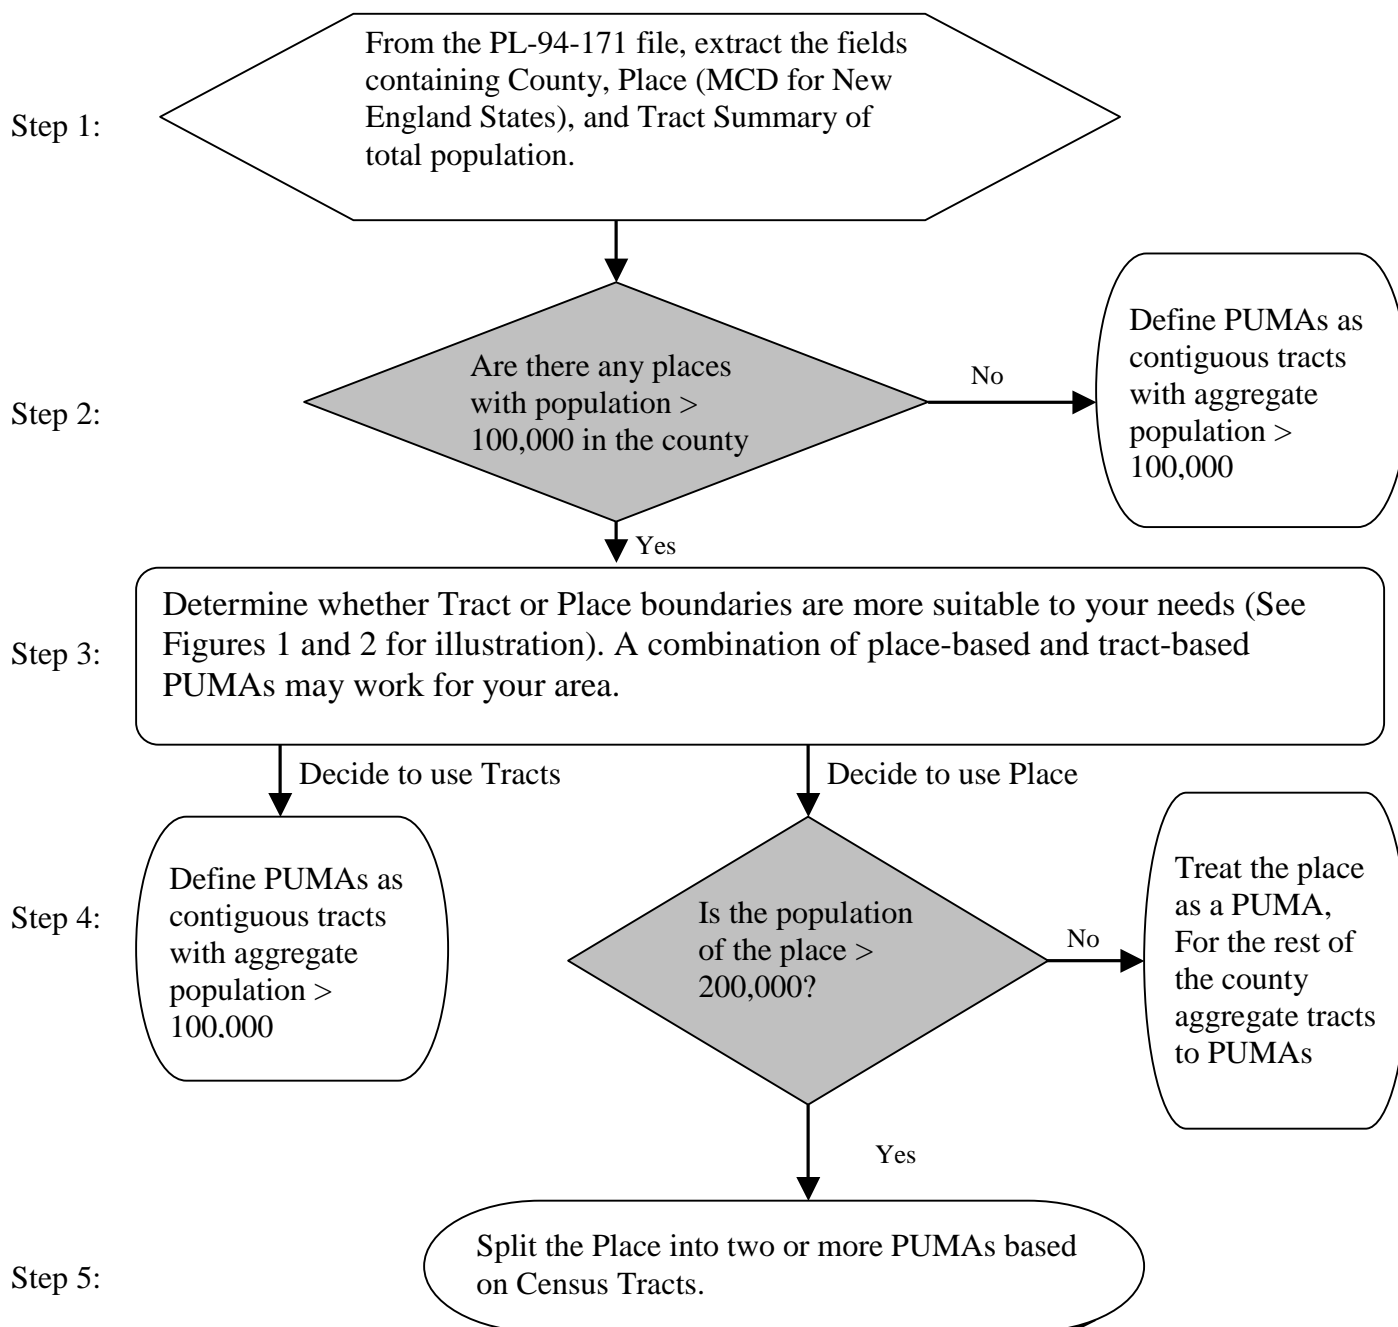 Step 1:
From the PL-94-171 file, extract the fields
containing County, Place (MCD for New
England States), and Tract Summary of
total population.
Step 2:
Are there any places
with population >
100,000 in the county
No
Define PUMAs as
contiguous tracts
with aggregate
population >
100,000
Yes
Step 3:
Determine whether Tract or Place boundaries are more suitable to your needs (See
Figures 1 and 2 for illustration). A combination of place-based and tract-based
PUMAs may work for your area.
Decide to use Tracts
Decide to use Place
Step 4:
Define PUMAs as
contiguous tracts
with aggregate
population >
100,000
Is the population
of the place >
200,000?
No
Treat the place
as a PUMA,
For the rest of
the county
aggregate tracts
to PUMAs
Yes
Step 5:
Split the Place into two or more PUMAs based
on Census Tracts.